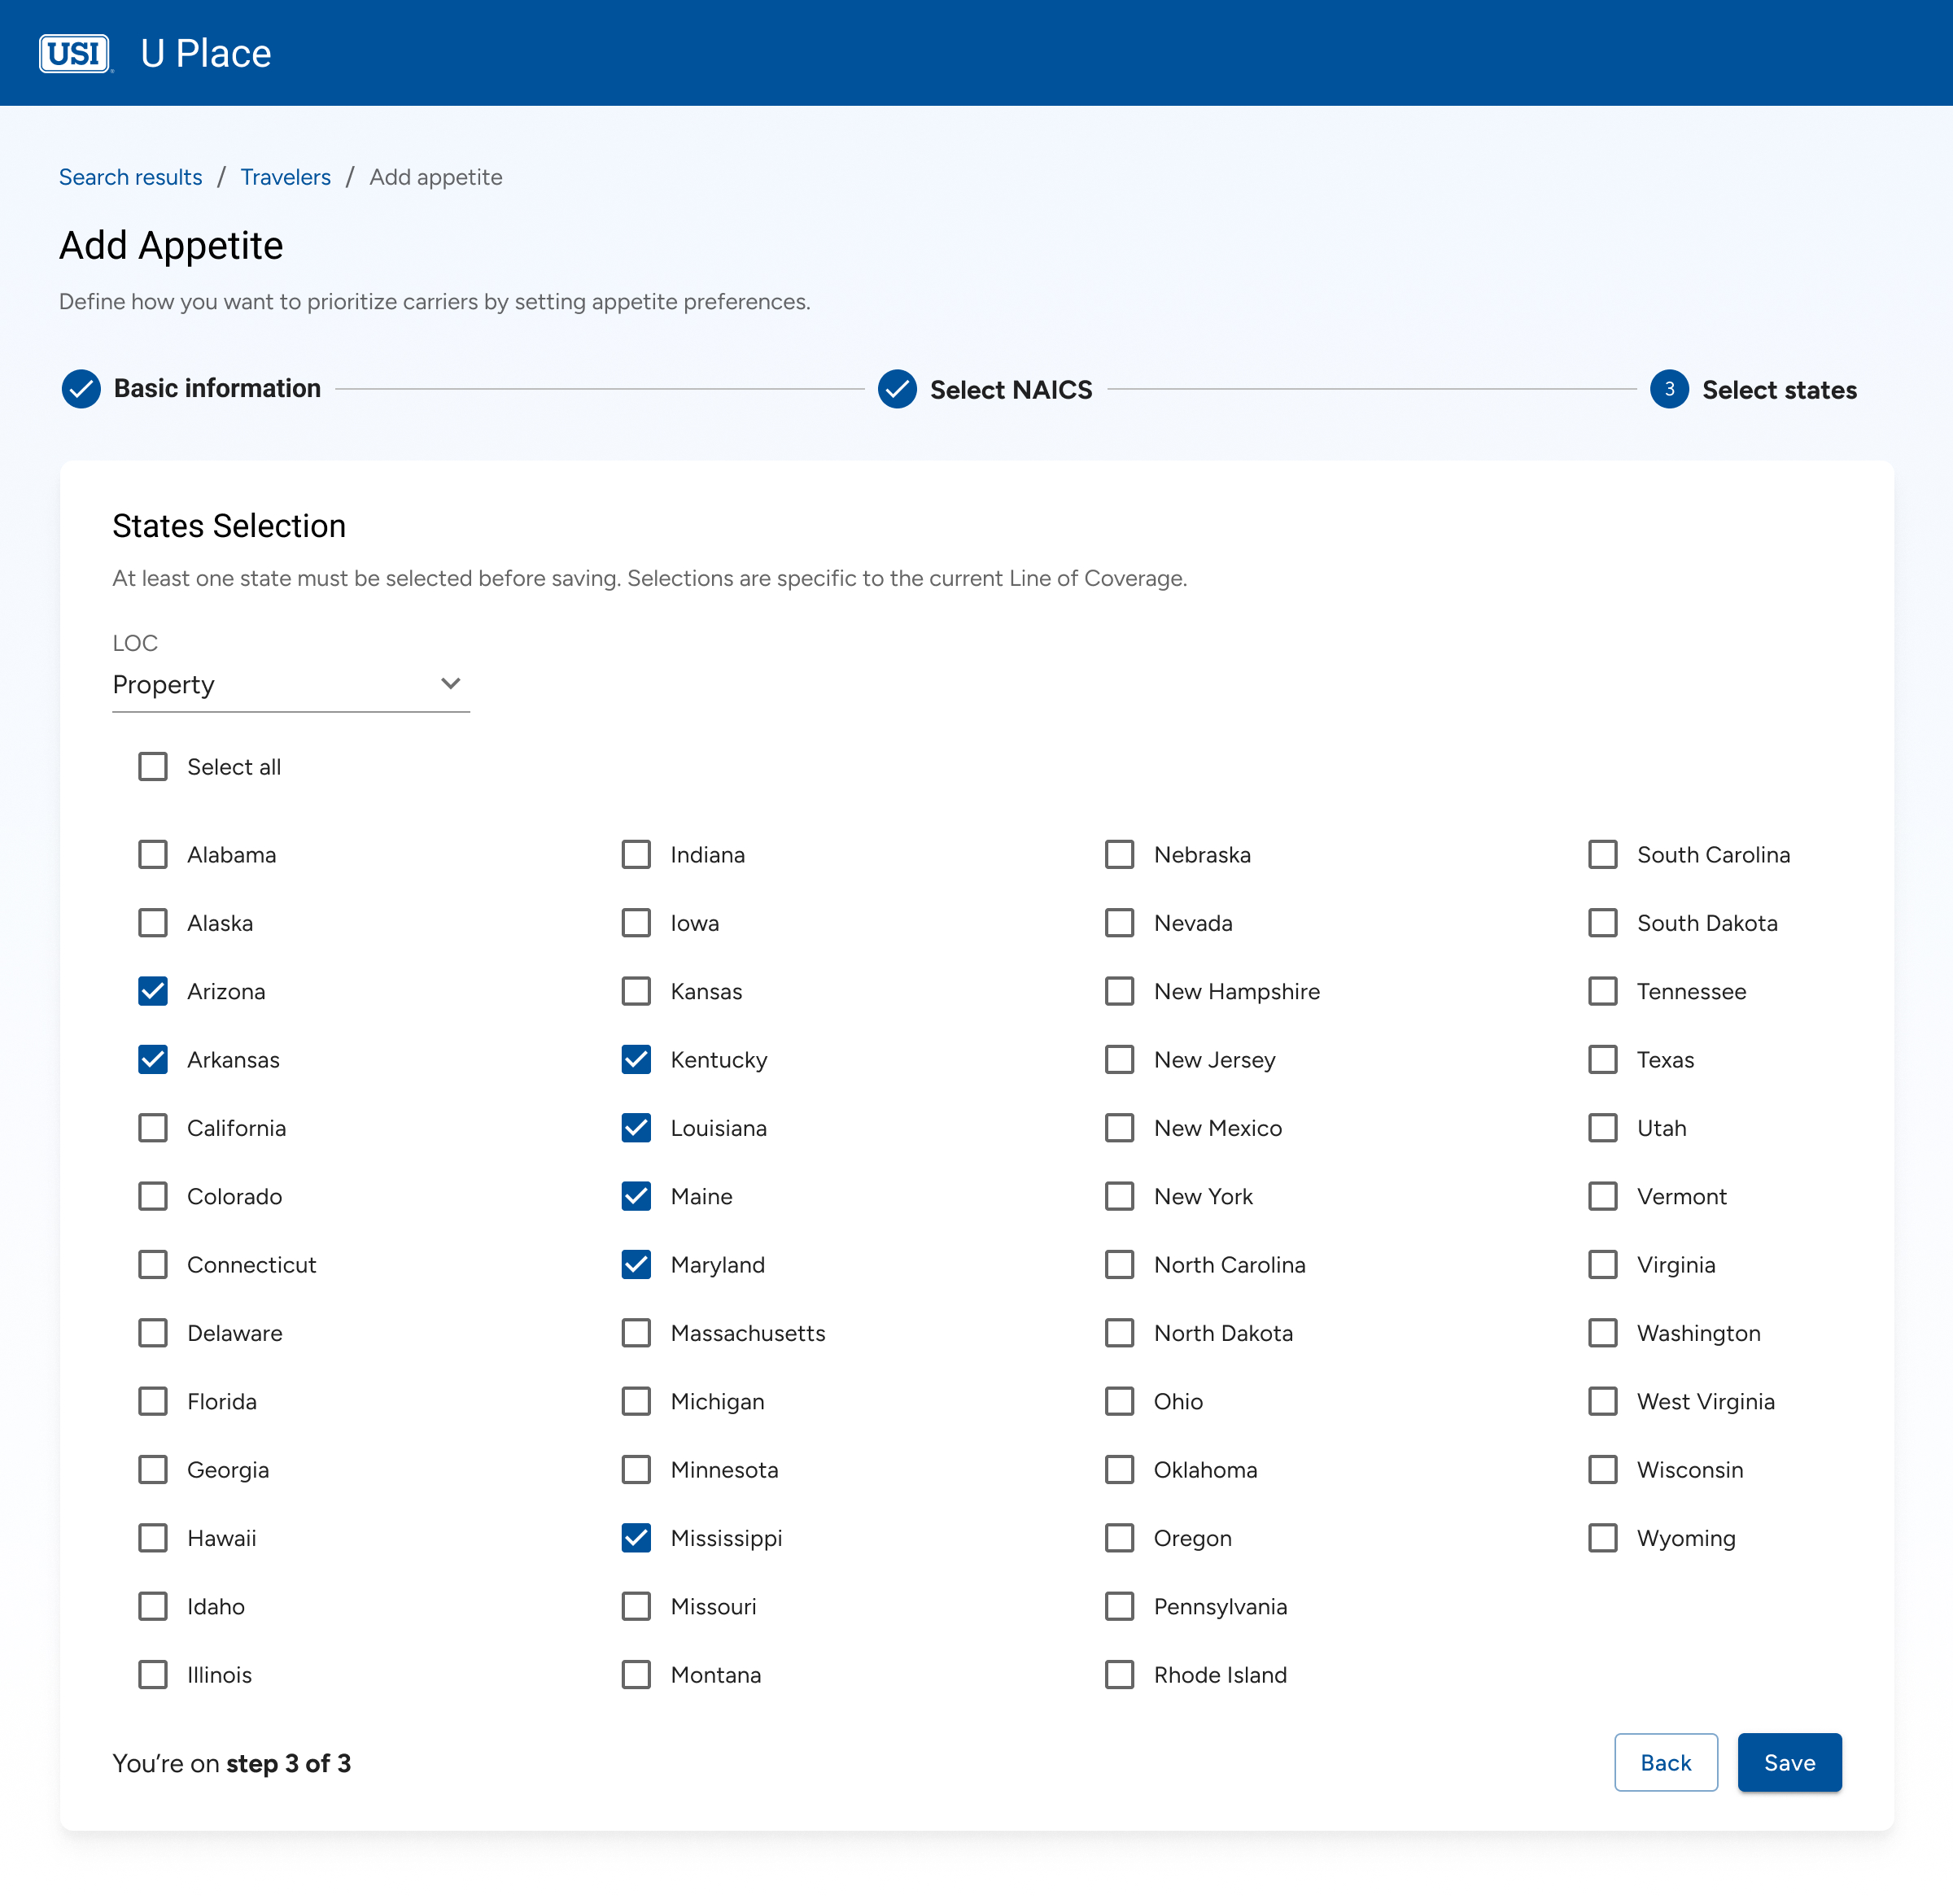 USI U Place
Search results / Travelers / Add appetite
Add Appetite
Define how you want to prioritize carriers by setting appetite preferences.
Basic information
Select NAICS
3 Select states
States Selection
At least one state must be selected before saving. Selections are specific to the current Line of Coverage.
LOC
Property
Select all
Alabama
Alaska
Arizona
Arkansas
California
Colorado
Connecticut
Delaware
Florida
Georgia
Hawaii
Idaho
Illinois
Indiana
Iowa
Kansas
Kentucky
Louisiana
Maine
Maryland
Massachusetts
Michigan
Minnesota
Mississippi
Missouri
Montana
Nebraska
Nevada
New Hampshire
New Jersey
New Mexico
New York
North Carolina
North Dakota
Ohio
Oklahoma
Oregon
Pennsylvania
Rhode Island
South Carolina
South Dakota
Tennessee
Texas
Utah
Vermont
Virginia
Washington
West Virginia
Wisconsin
Wyoming
You’re on step 3 of 3
Back
Save